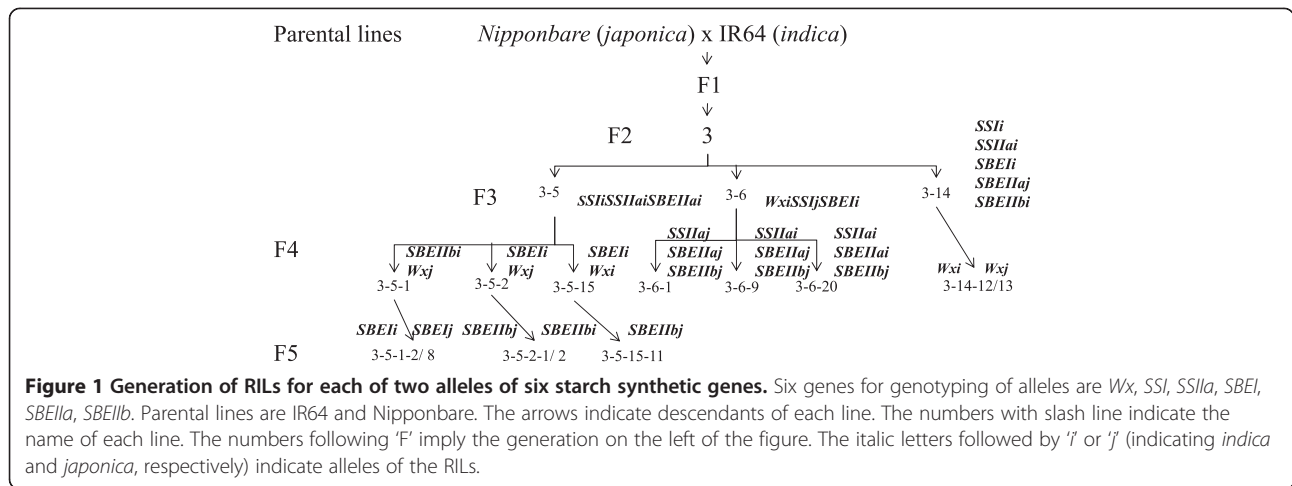 Parental lines Nipponbare (japonica) x IR64 (indica)
F1
F2 3
SSIi
SSIIai
SBEIi
SBEIIaj
SBEIIbi
F3 3-5 SSIiSSIIaiSBEIIai 3-6 WxiSSIjSBEIi 3-14
F4
SBEIIbi
Wxj
3-5-1
SBEIi
Wxj
3-5-2
SBEIi
Wxi
3-5-15
SSIIaj
SBEIIaj
SBEIIbj
3-6-1
SSIIai
SBEIIaj
SBEIIbj
3-6-9
SSIIai
SBEIIai
SBEIIbj
3-6-20
Wxi Wxj
3-14-12/13
F5
SBEIi SBEIj
3-5-1-2/ 8
SBEIIbj SBEIIbi
3-5-2-1/ 2
SBEIIbj
3-5-15-11
Figure 1 Generation of RILs for each of two alleles of six starch synthetic genes. Six genes for genotyping of alleles are Wx, SSI, SSIIa, SBEI,
SBEIIa, SBEIIb. Parental lines are IR64 and Nipponbare. The arrows indicate descendants of each line. The numbers with slash line indicate the
name of each line. The numbers following ‘F’ imply the generation on the left of the figure. The italic letters followed by ‘i’ or ‘j’ (indicating indica
and japonica, respectively) indicate alleles of the RILs.